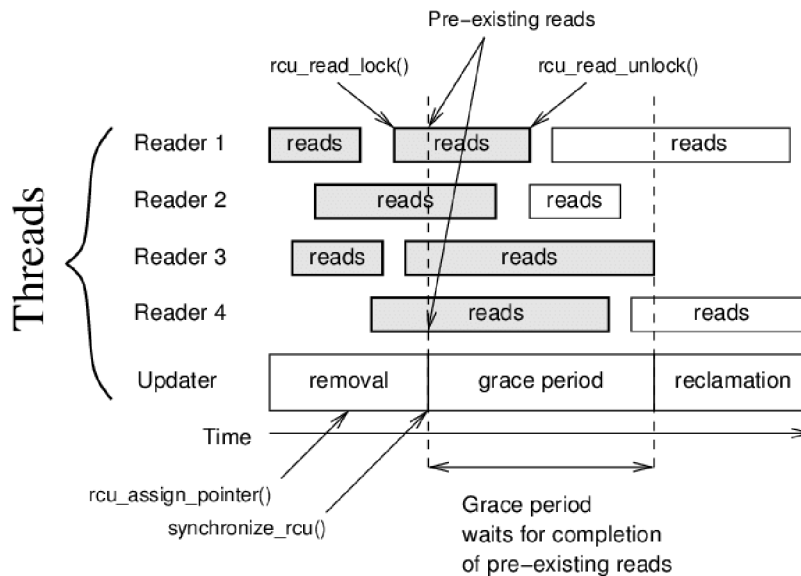 Pre-existing reads
rcu_read_lock()
rcu_read_unlock()
Threads
Reader 1
reads
reads
reads
Reader 2
reads
reads
Reader 3
reads
reads
Reader 4
reads
reads
Updater
removal
grace period
reclamation
Time
rcu_assign_pointer()
synchronize_rcu()
Grace period
waits for completion
of pre-existing reads